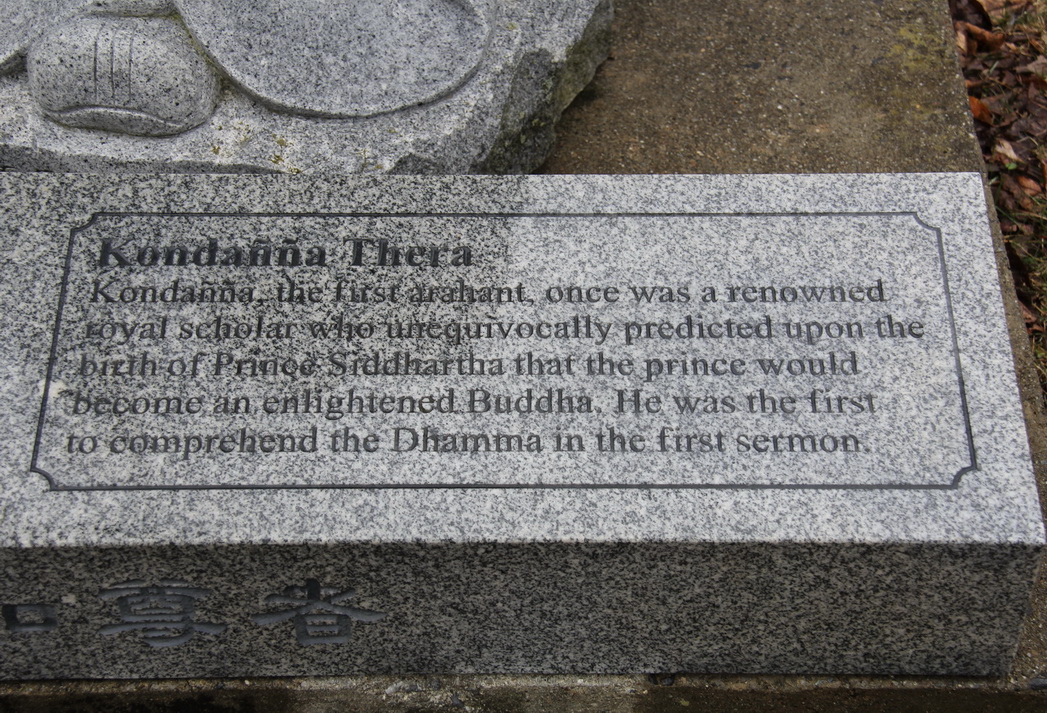 Kondañña Thera
Kondañña, the first arahant, once was a renowned
royal scholar who unequivocally predicted upon the
birth of Prince Siddhartha that the prince would
become an enlightened Buddha. He was the first
to comprehend the Dhamma in the first sermon.
尊者